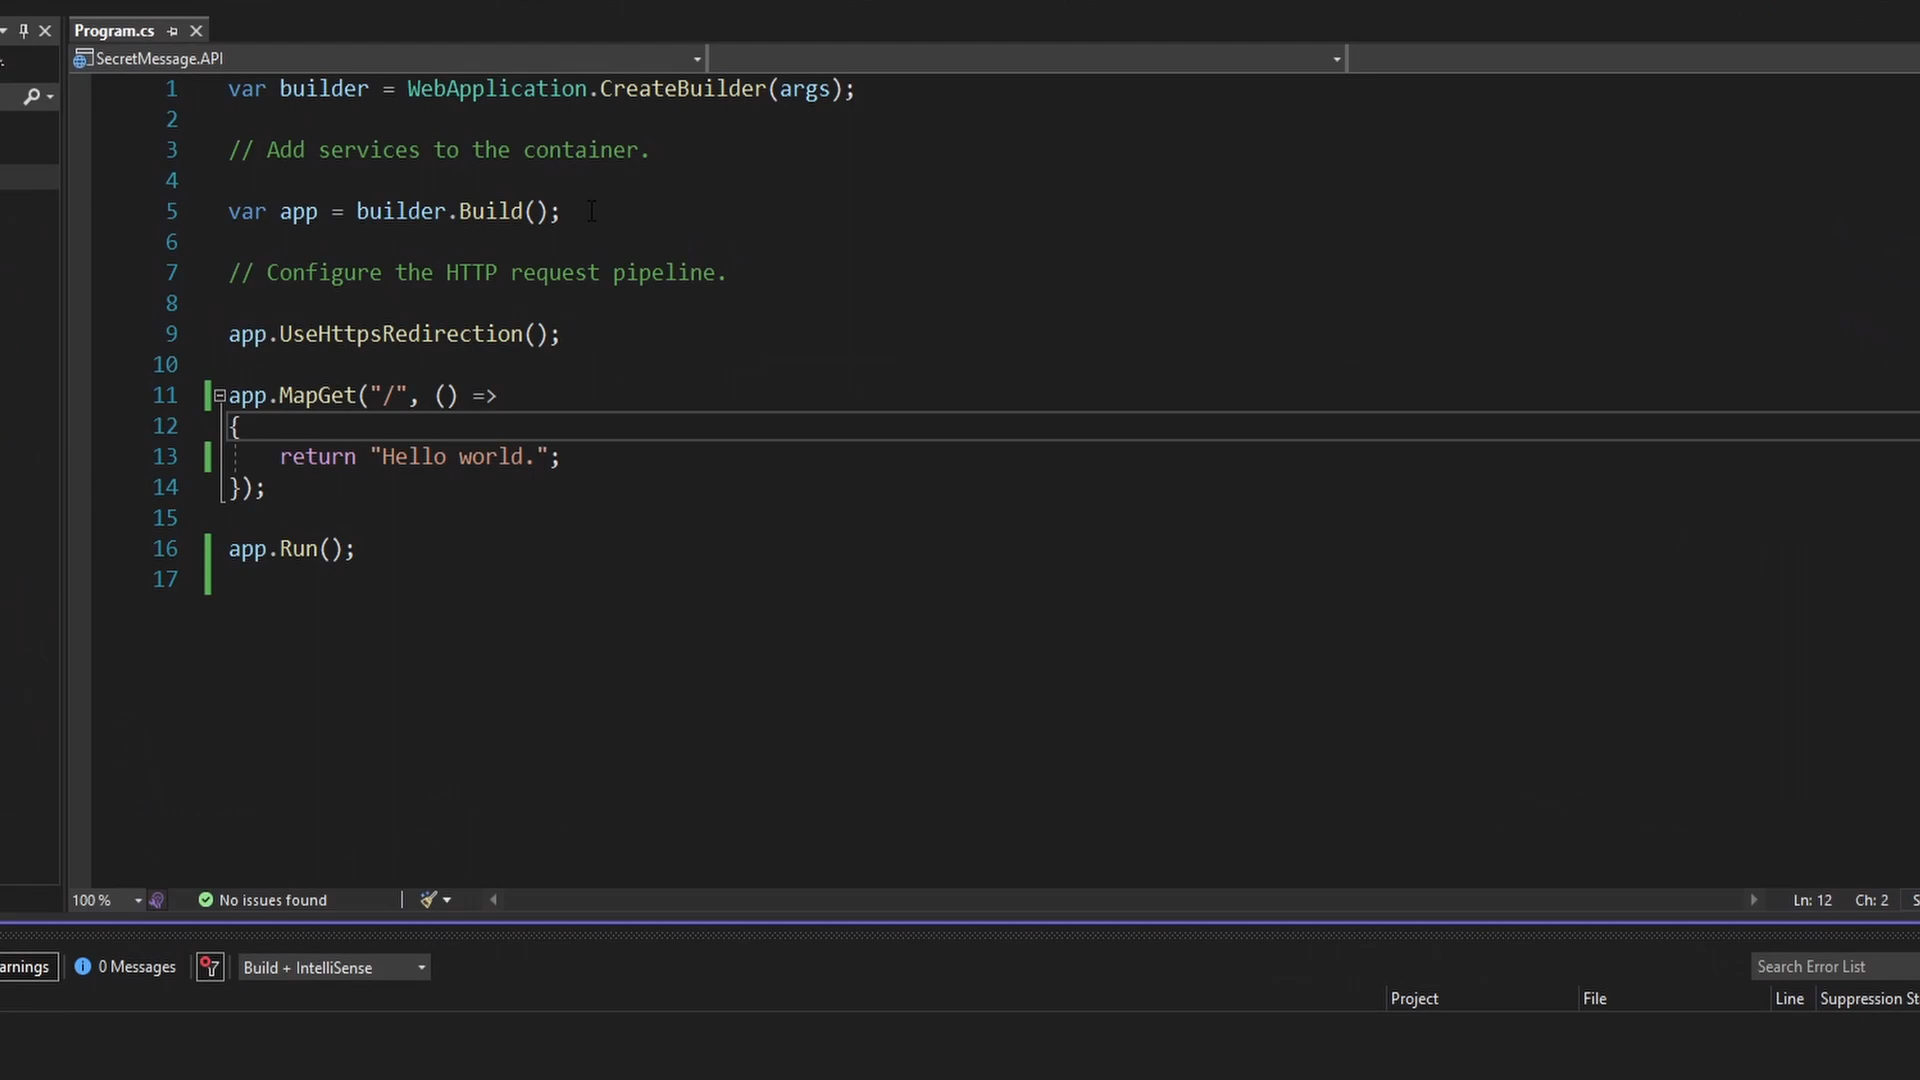 Program.cs
SecretMessage.API
1 var builder = WebApplication.CreateBuilder(args);
2
3 // Add services to the container.
4
5 var app = builder.Build();
6
7 // Configure the HTTP request pipeline.
8
9 app.UseHttpsRedirection();
10
11 app.MapGet("/", () =>
12 {
13 return "Hello world.";
14 });
15
16 app.Run();
17
100 % No issues found Ln: 12 Ch: 2
arnings 0 Messages Build + IntelliSense Search Error List
Project File Line Suppression St